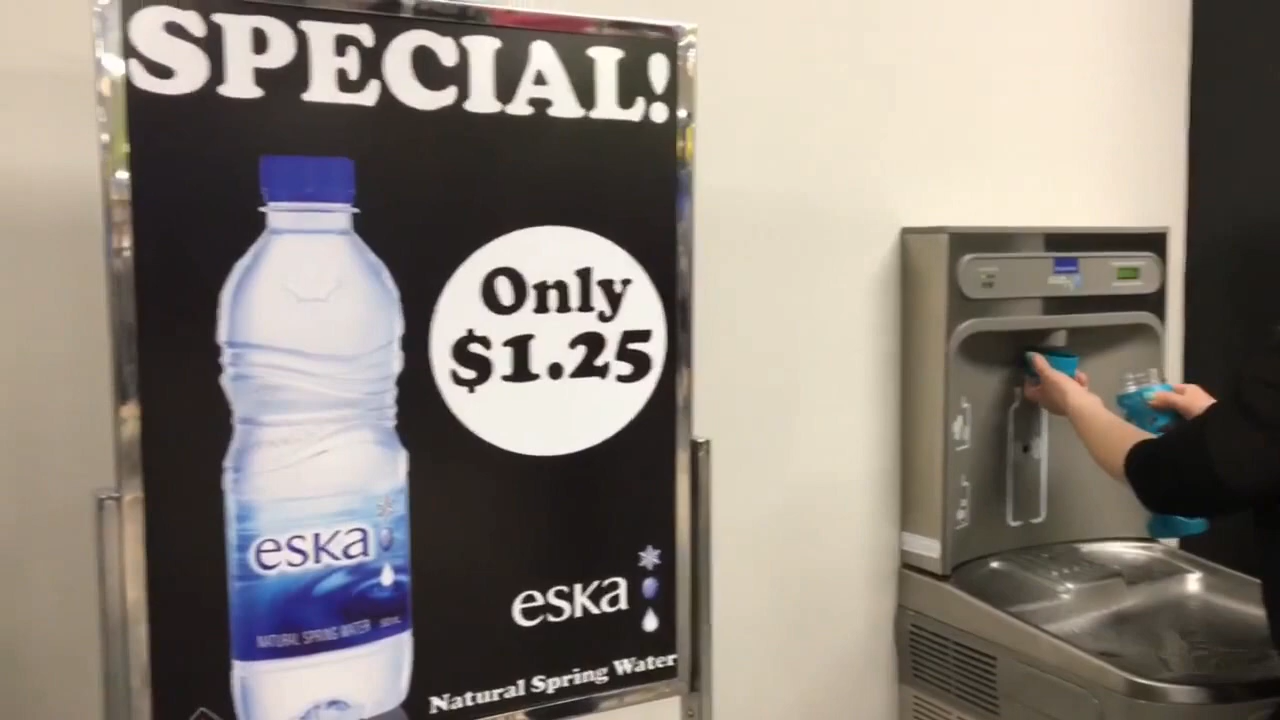 SPECIAL!
Only
$1.25
eska
NATURAL SPRING WATER
eska
Natural Spring Water